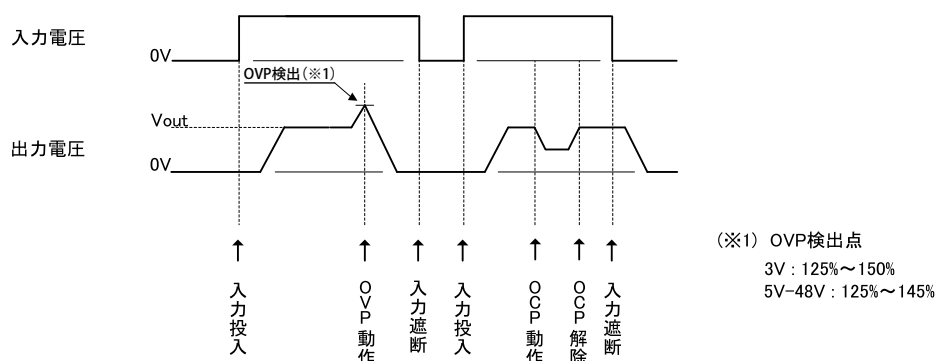 入力電圧
0V
OVP検出(※1)
Vout
出力電圧
0V
(※1) OVP検出点
3V : 125%～150%
5V-48V : 125%～145%
入力投入
OVP動作
入力遮断
入力投入
OCP動作
OCP解除
入力遮断